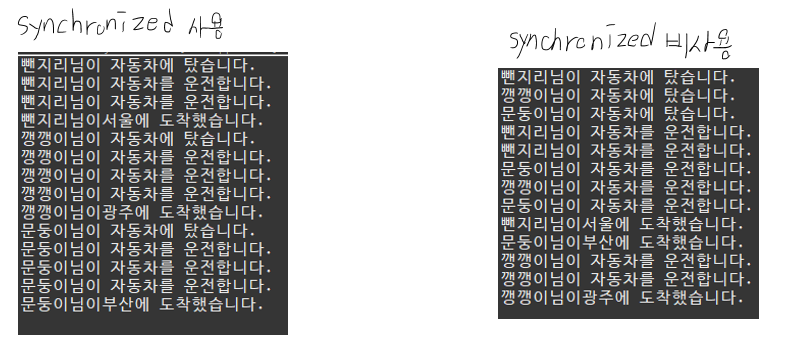 synchronized 사용
뺀지리님이 자동차에 탔습니다.
뺀지리님이 자동차를 운전합니다.
뺀지리님이 자동차를 운전합니다.
뺀지리님이서울에 도착했습니다.
깽깽이님이 자동차에 탔습니다.
깽깽이님이 자동차를 운전합니다.
깽깽이님이 자동차를 운전합니다.
깽깽이님이 자동차를 운전합니다.
깽깽이님이광주에 도착했습니다.
문둥이님이 자동차에 탔습니다.
문둥이님이 자동차를 운전합니다.
문둥이님이 자동차를 운전합니다.
문둥이님이 자동차를 운전합니다.
문둥이님이부산에 도착했습니다.
synchronized 비사용
뺀지리님이 자동차에 탔습니다.
깽깽이님이 자동차에 탔습니다.
문둥이님이 자동차에 탔습니다.
뺀지리님이 자동차를 운전합니다.
뺀지리님이 자동차를 운전합니다.
문둥이님이 자동차를 운전합니다.
깽깽이님이 자동차를 운전합니다.
문둥이님이 자동차를 운전합니다.
뺀지리님이서울에 도착했습니다.
문둥이님이부산에 도착했습니다.
깽깽이님이 자동차를 운전합니다.
깽깽이님이 자동차를 운전합니다.
깽깽이님이광주에 도착했습니다.